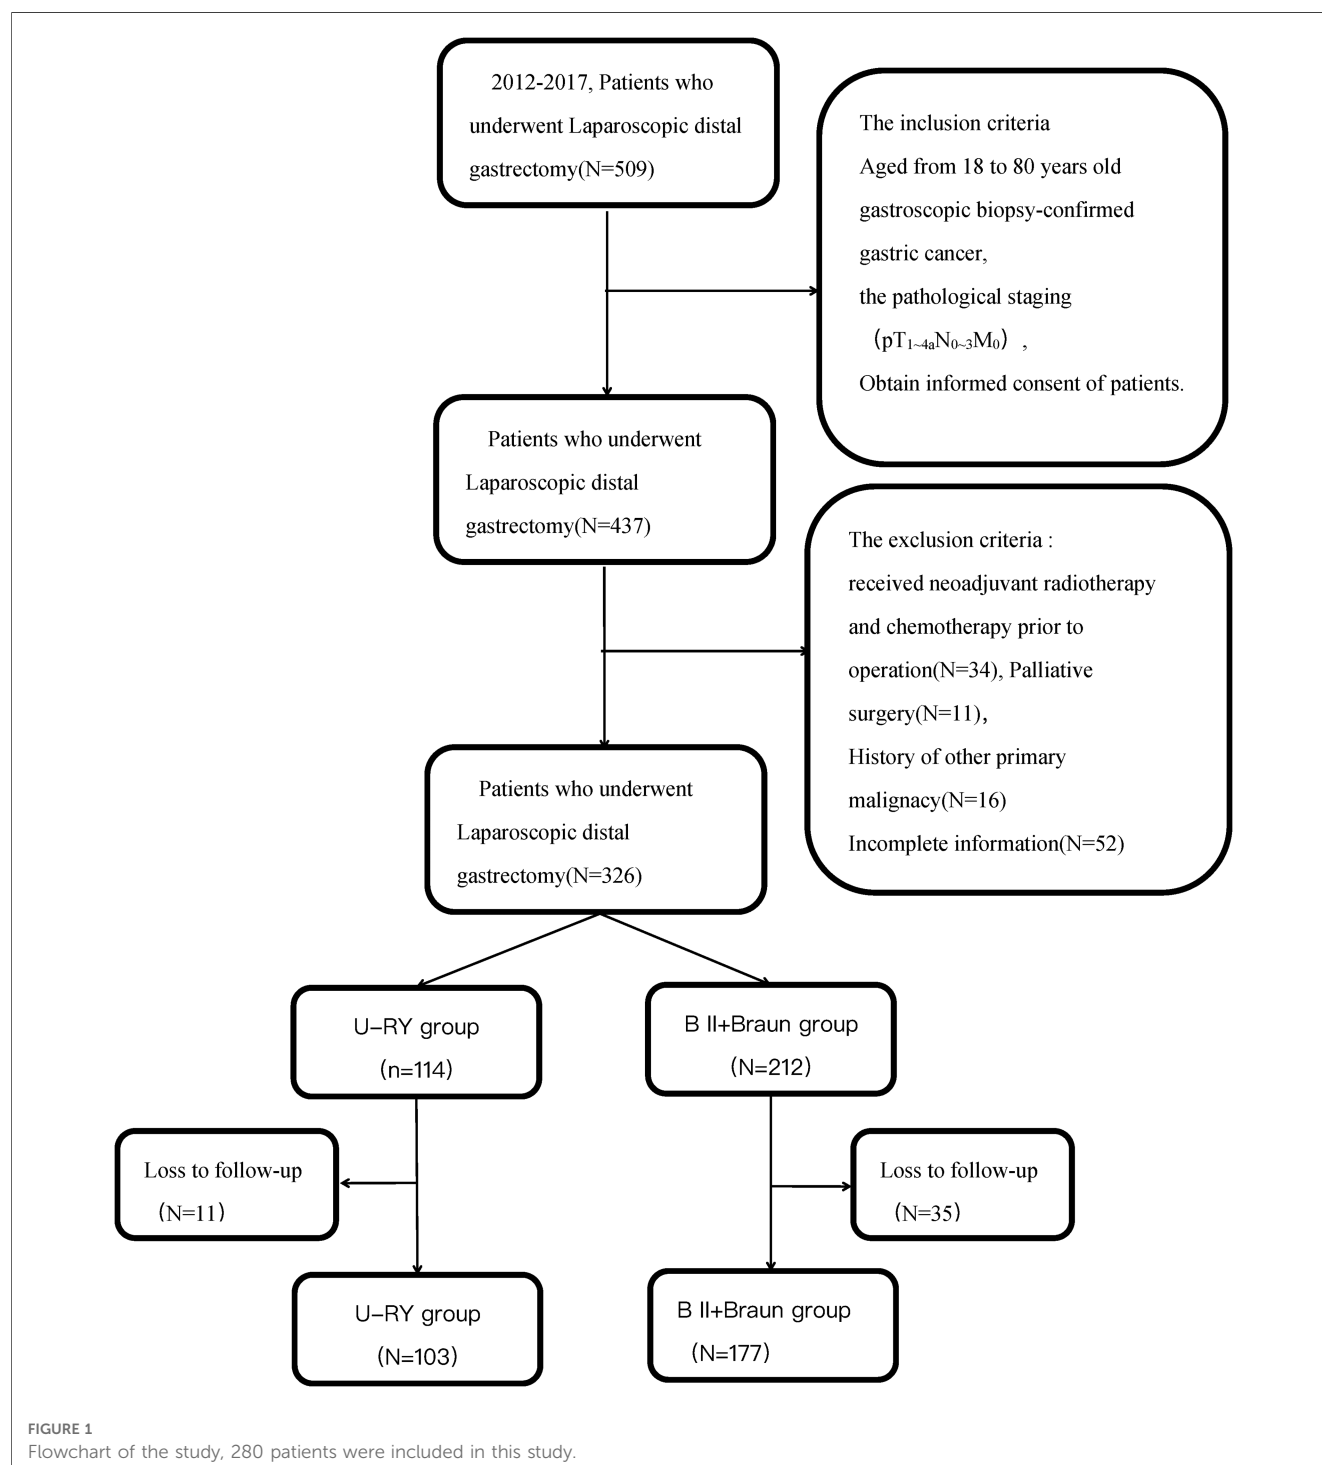 2012-2017, Patients who
underwent Laparoscopic distal
gastrectomy(N=509)
The inclusion criteria
Aged from 18 to 80 years old
gastroscopic biopsy-confirmed
gastric cancer,
the pathological staging
(pT₁~₄ₐN₀~₃M₀) ,
Obtain informed consent of patients.
Patients who underwent
Laparoscopic distal
gastrectomy(N=437)
The exclusion criteria :
received neoadjuvant radiotherapy
and chemotherapy prior to
operation(N=34), Palliative
surgery(N=11),
History of other primary
malignacy(N=16)
Incomplete information(N=52)
Patients who underwent
Laparoscopic distal
gastrectomy(N=326)
U-RY group
(n=114)
B II+Braun group
(N=212)
Loss to follow-up
(N=11)
Loss to follow-up
(N=35)
U-RY group
(N=103)
B II+Braun group
(N=177)
FIGURE 1
Flowchart of the study, 280 patients were included in this study.